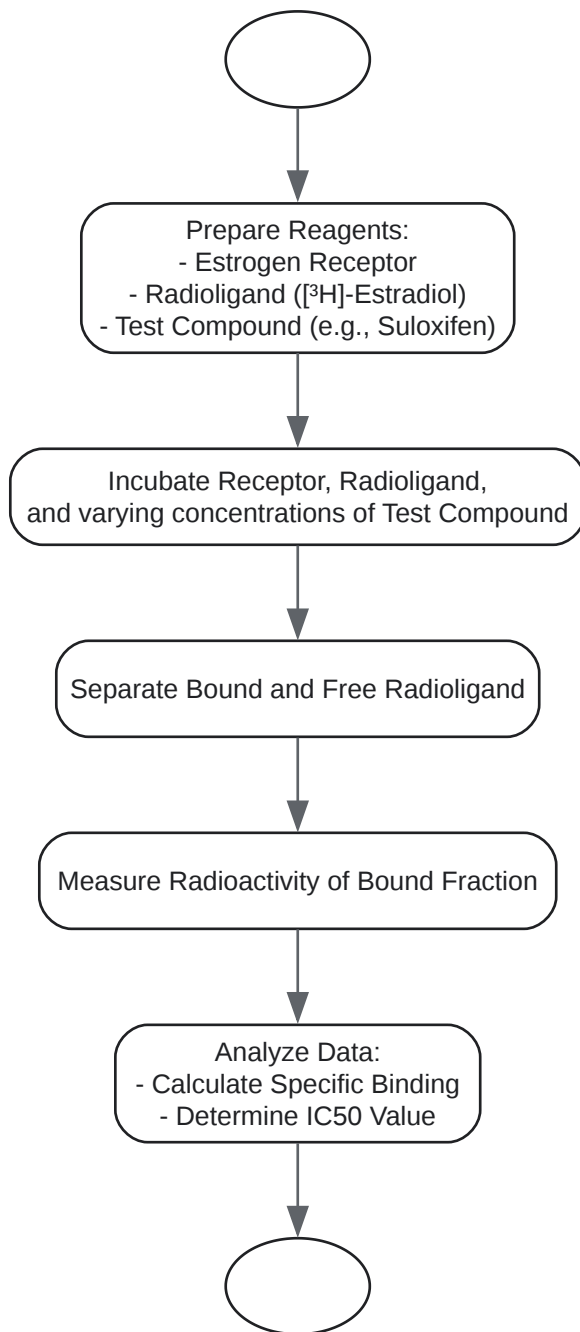 Prepare Reagents:
- Estrogen Receptor
- Radioligand ([³H]-Estradiol)
- Test Compound (e.g., Suloxifen)
Incubate Receptor, Radioligand,
and varying concentrations of Test Compound
Separate Bound and Free Radioligand
Measure Radioactivity of Bound Fraction
Analyze Data:
- Calculate Specific Binding
- Determine IC50 Value